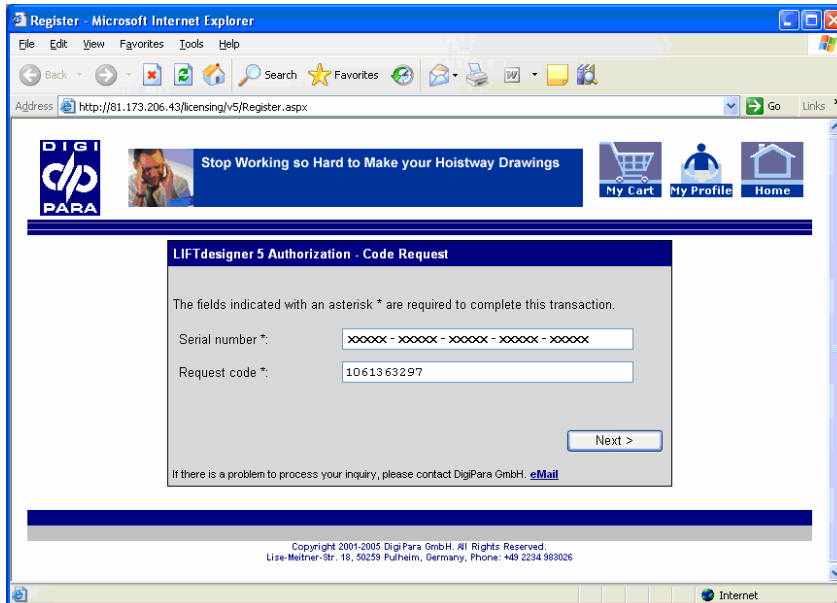 Register - Microsoft Internet Explorer
File Edit View Favorites Tools Help
Back Search Favorites
Address http://81.173.206.43/licensing/v5/Register.aspx Go Links
DIGI
dp
PARA
Stop Working so Hard to Make your Hoistway Drawings
My Cart My Profile Home
LIFTdesigner 5 Authorization - Code Request
The fields indicated with an asterisk * are required to complete this transaction.
Serial number *: xxxxx - xxxxx - xxxxx - xxxxx - xxxxx
Request code *: 1061363297
Next >
If there is a problem to process your inquiry, please contact DigiPara GmbH. eMail
Copyright 2001-2005 DigiPara GmbH. All Rights Reserved.
Lise-Meitner-Str. 18, 50259 Pulheim, Germany, Phone: +49 2234 983026
Internet